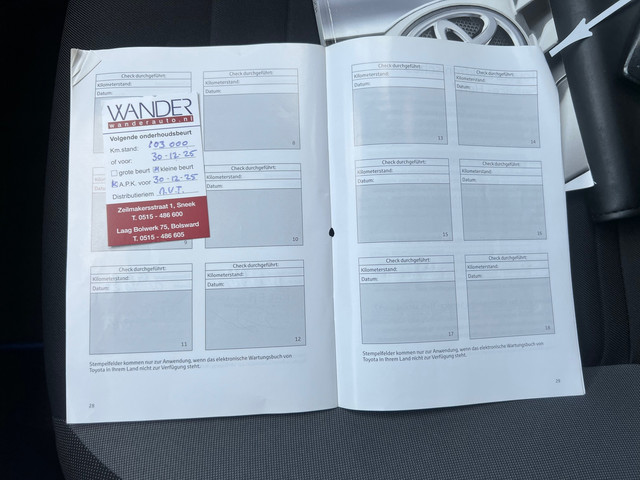 Check durchgeführt:
Kilometerstand:
Datum:
Check durchgeführt:
Kilometerstand:
Datum:
8
WANDER
wanderauto.nl
Volgende onderhoudsbeurt
Km.stand: 103 000
of voor: 30-12-25
grote beurt kleine beurt
A.P.K. voor 30-12-25
Distributieriem n.v.t.
Zeilmakersstraat 1, Sneek
T. 0515 - 486 600
Laag Bolwerk 75, Bolsward
T. 0515 - 486 605
Check durchgeführt:
Kilometerstand:
Datum:
9
10
Check durchgeführt:
Kilometerstand:
Datum:
11
Check durchgeführt:
Kilometerstand:
Datum:
12
Stempelfelder kommen nur zur Anwendung, wenn das elektronische Wartungsbuch von
Toyota in Ihrem Land nicht zur Verfügung steht.
28
Check durchgeführt:
Kilometerstand:
Datum:
13
Check durchgeführt:
Kilometerstand:
Datum:
14
Check durchgeführt:
Kilometerstand:
Datum:
15
Check durchgeführt:
Kilometerstand:
Datum:
16
Check durchgeführt:
Kilometerstand:
Datum:
17
Check durchgeführt:
Kilometerstand:
Datum:
18
Stempelfelder kommen nur zur Anwendung, wenn das elektronische Wartungsbuch von
Toyota in Ihrem Land nicht zur Verfügung steht.